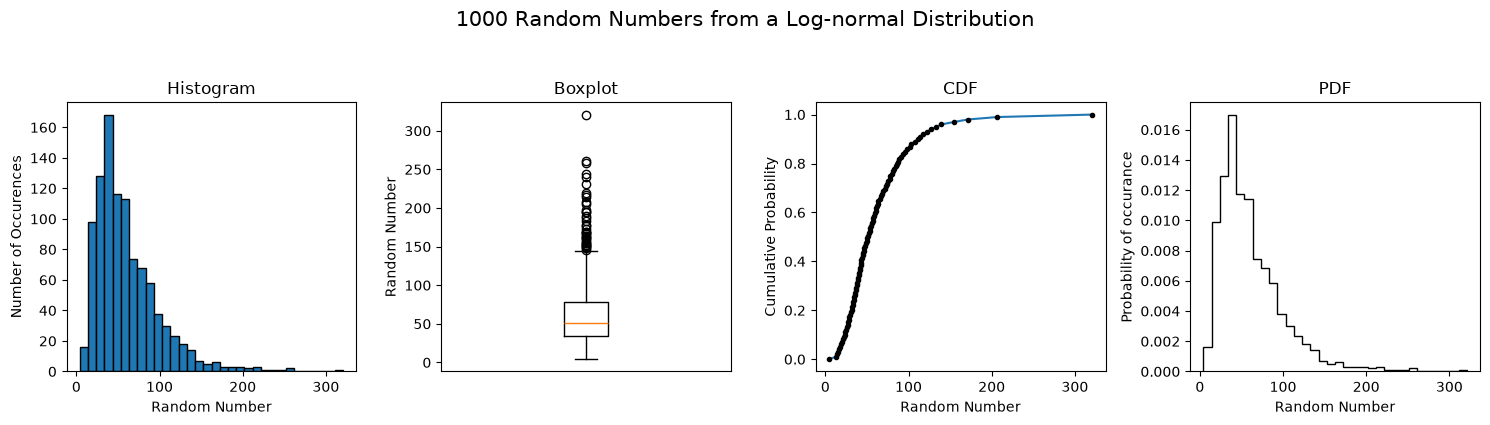 1000 Random Numbers from a Log-normal Distribution
Histogram
Number of Occurences
160
140
120
100
80
60
40
20
0
0 100 200 300
Random Number
Boxplot
Random Number
300
250
200
150
100
50
0
CDF
Cumulative Probability
1.0
0.8
0.6
0.4
0.2
0.0
0 100 200 300
Random Number
PDF
Probability of occurance
0.016
0.014
0.012
0.010
0.008
0.006
0.004
0.002
0.000
0 100 200 300
Random Number